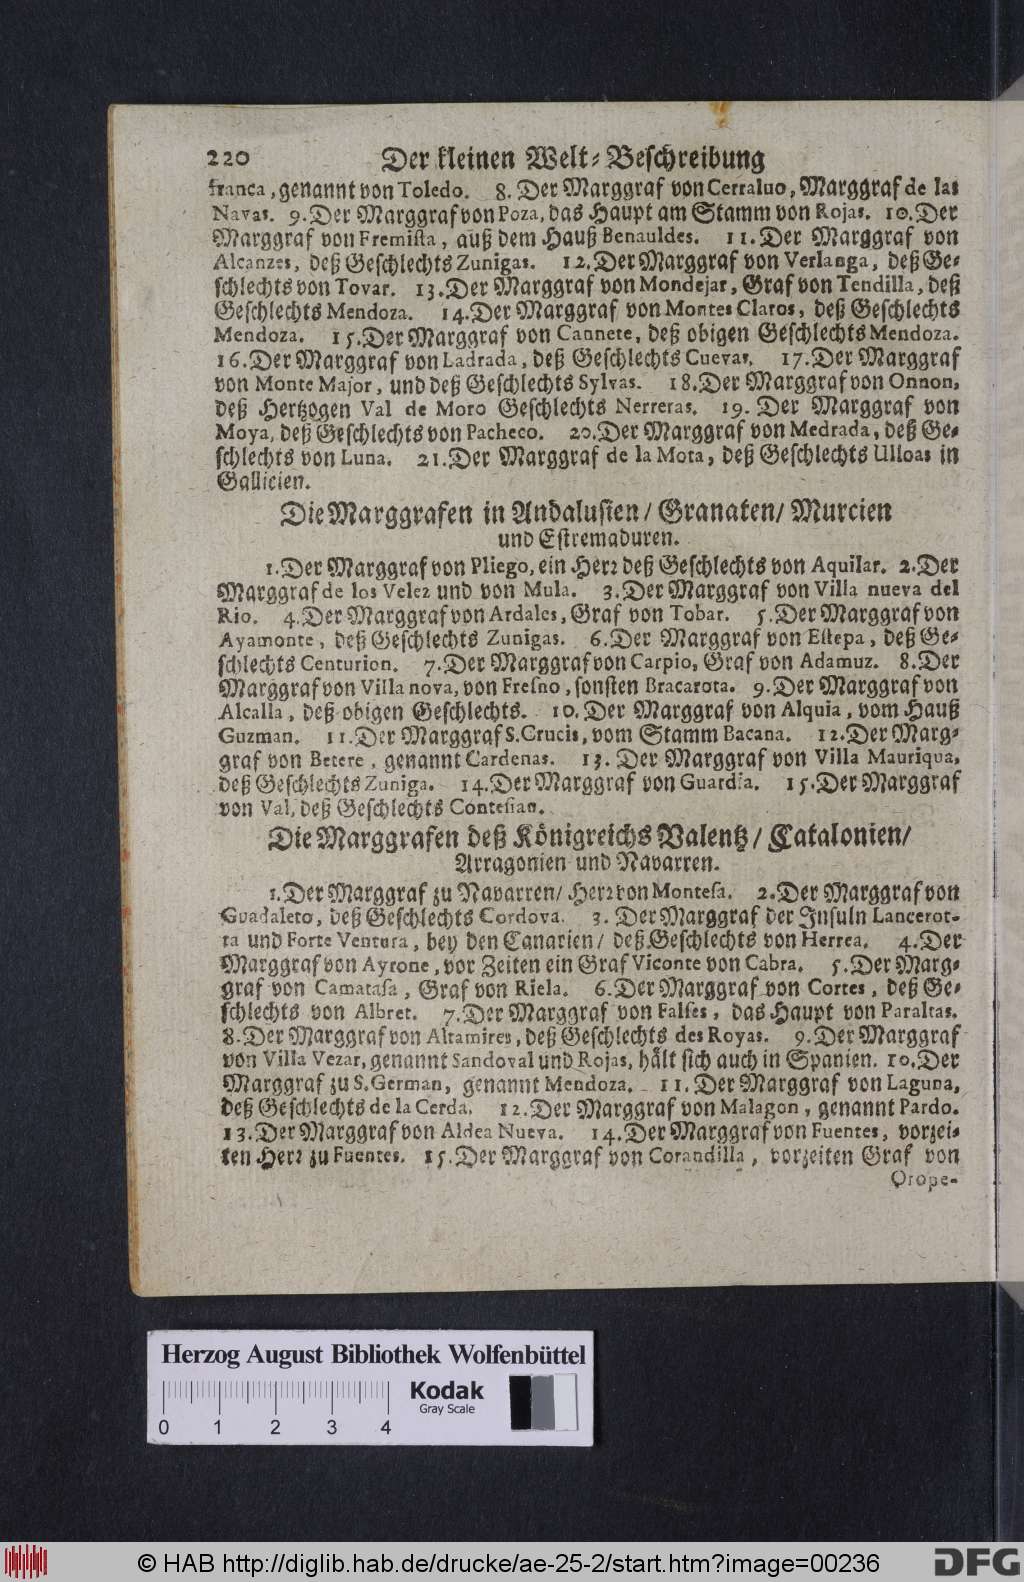 220 Der kleinen Welt-Beschreibung
franca, genannt von Toledo. 8. Der Marggraf von Cerraluo, Marggraf de las
Navas. 9. Der Marggraf von Poza, das Haupt am Stamm von Rojas. 10. Der
Marggraf von Fremista, auß dem Hauß Benauldes. 11. Der Marggraf von
Alcanzes, deß Geschlechts Zunigas. 12. Der Marggraf von Verlanga, deß Ge-
schlechts von Tovar. 13. Der Marggraf von Mondejar, Graf von Tendilla, deß
Geschlechts Mendoza. 14. Der Marggraf von Montes Claros, deß Geschlechts
Mendoza. 15. Der Marggraf von Cannete, deß obigen Geschlechts Mendoza.
16. Der Marggraf von Ladrada, deß Geschlechts Cuevas. 17. Der Marggraf
von Monte Major, und deß Geschlechts Sylvas. 18. Der Marggraf von Onnon,
deß Hertzogen Val de Moro Geschlechts Nerreras. 19. Der Marggraf von
Moya, deß Geschlechts von Pacheco. 20. Der Marggraf von Medrada, deß Ge-
schlechts von Luna. 21. Der Marggraf de la Mota, deß Geschlechts Ulloas in
Gallicien.
Die Marggrafen in Andalusien/ Granaten/ Murcien
und Estremaduren.
1. Der Marggraf von Pliego, ein Herr deß Geschlechts von Aquilar. 2. Der
Marggraf de los Velez und von Mula. 3. Der Marggraf von Villa nueva del
Rio. 4. Der Marggraf von Ardales, Graf von Tobar. 5. Der Marggraf von
Ayamonte, deß Geschlechts Zunigas. 6. Der Marggraf von Estepa, deß Ge-
schlechts Centurion. 7. Der Marggraf von Carpio, Graf von Adamuz. 8. Der
Marggraf von Villa nova, von Fresno, sonsten Bracarota. 9. Der Marggraf von
Alcalla, deß obigen Geschlechts. 10. Der Marggraf von Alquia, vom Hauß
Guzman. 11. Der Marggraf S. Crucis, vom Stamm Bacana. 12. Der Marg-
graf von Betere, genannt Cardenas. 13. Der Marggraf von Villa Mauriqua,
deß Geschlechts Zuniga. 14. Der Marggraf von Guardia. 15. Der Marggraf
von Val, deß Geschlechts Contesian.
Die Marggrafen deß Königreichs Valentz/ Catalonien/
Arragonien und Navarren.
1. Der Marggraf zu Navarren/ Herr von Montesa. 2. Der Marggraf von
Guadaleto, deß Geschlechts Cordova. 3. Der Marggraf der Insuln Lancerot-
ta und Forte Ventura, bey den Canarien/ deß Geschlechts von Herrea. 4. Der
Marggraf von Ayrone, vor Zeiten ein Graf Viconte von Cabra. 5. Der Marg-
graf von Camatasa, Graf von Riela. 6. Der Marggraf von Cortes, deß Ge-
schlechts von Albret. 7. Der Marggraf von Falses, das Haupt von Paraltas.
8. Der Marggraf von Altamires, deß Geschlechts des Royas. 9. Der Marggraf
von Villa Vezar, genannt Sandoval und Rojas, hält sich auch in Spanien. 10. Der
Marggraf zu S. German, genannt Mendoza. 11. Der Marggraf von Laguna,
deß Geschlechts de la Cerda. 12. Der Marggraf von Malagon, genannt Pardo.
13. Der Marggraf von Aldea Nueva. 14. Der Marggraf von Fuentes, vorzei-
ten Herr zu Fuentes. 15. Der Marggraf von Corandilla, vorzeiten Graf von
Orope-
Herzog August Bibliothek Wolfenbüttel
Kodak
Gray Scale
0 1 2 3 4
© HAB http://diglib.hab.de/drucke/ae-25-2/start.htm?image=00236
DFG